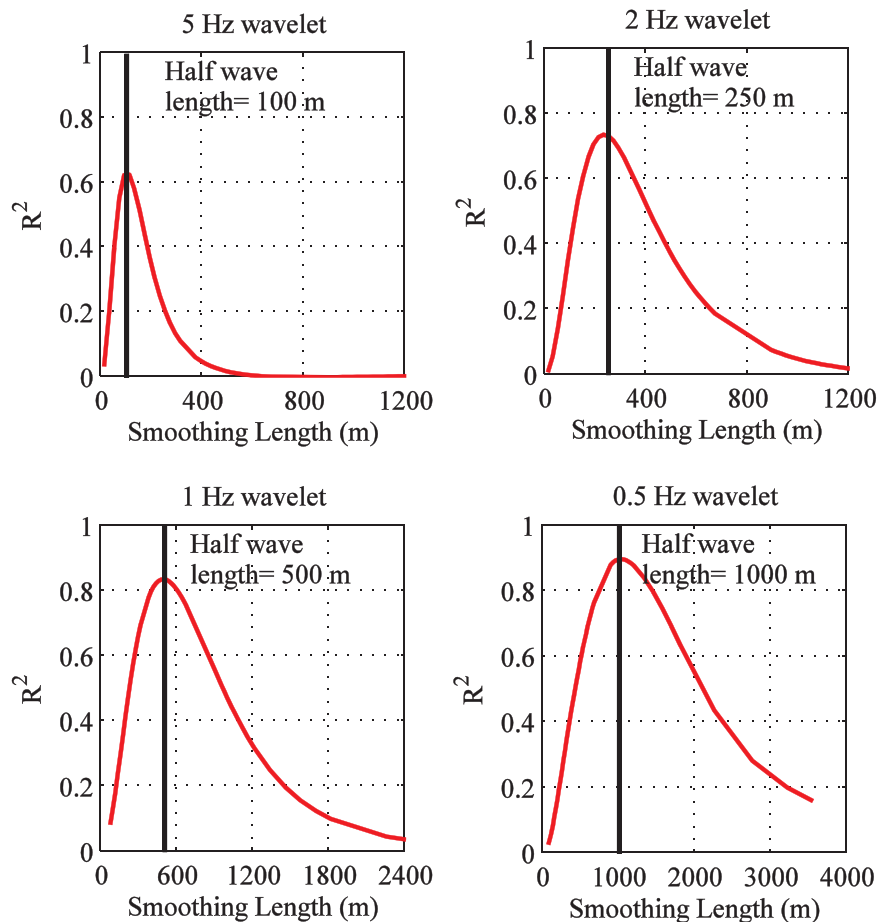 5 Hz wavelet
Half wave
length= 100 m
1
0.8
0.6
0.4
0.2
0
R²
0 400 800 1200
Smoothing Length (m)
2 Hz wavelet
Half wave
length= 250 m
1
0.8
0.6
0.4
0.2
0
R²
0 400 800 1200
Smoothing Length (m)
1 Hz wavelet
Half wave
length= 500 m
1
0.8
0.6
0.4
0.2
0
R²
0 600 1200 1800 2400
Smoothing Length (m)
0.5 Hz wavelet
Half wave
length= 1000 m
1
0.8
0.6
0.4
0.2
0
R²
0 1000 2000 3000 4000
Smoothing Length (m)